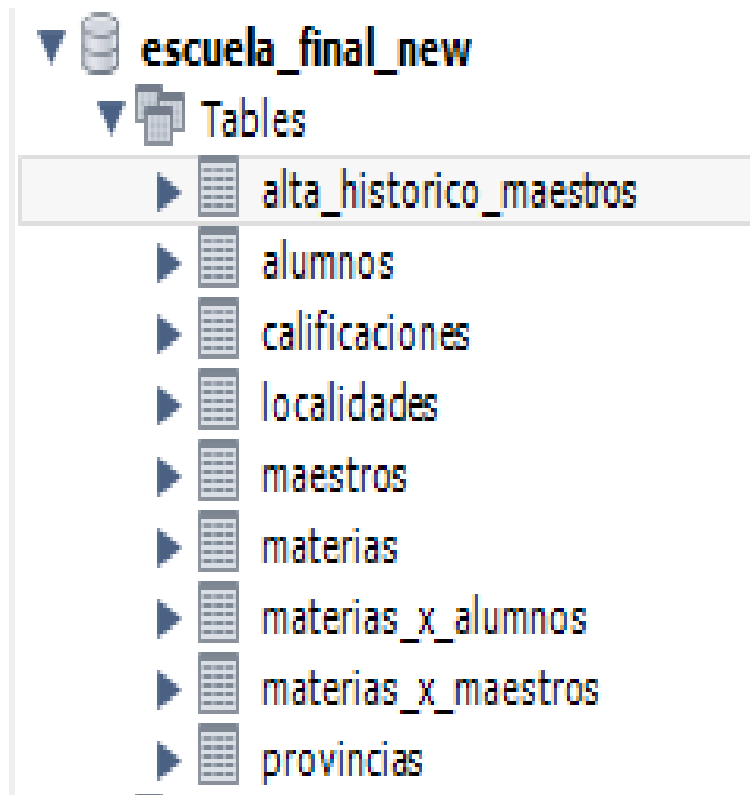 escuela_final_new
Tables
alta_historico_maestros
alumnos
calificaciones
localidades
maestros
materias
materias_x_alumnos
materias_x_maestros
provincias